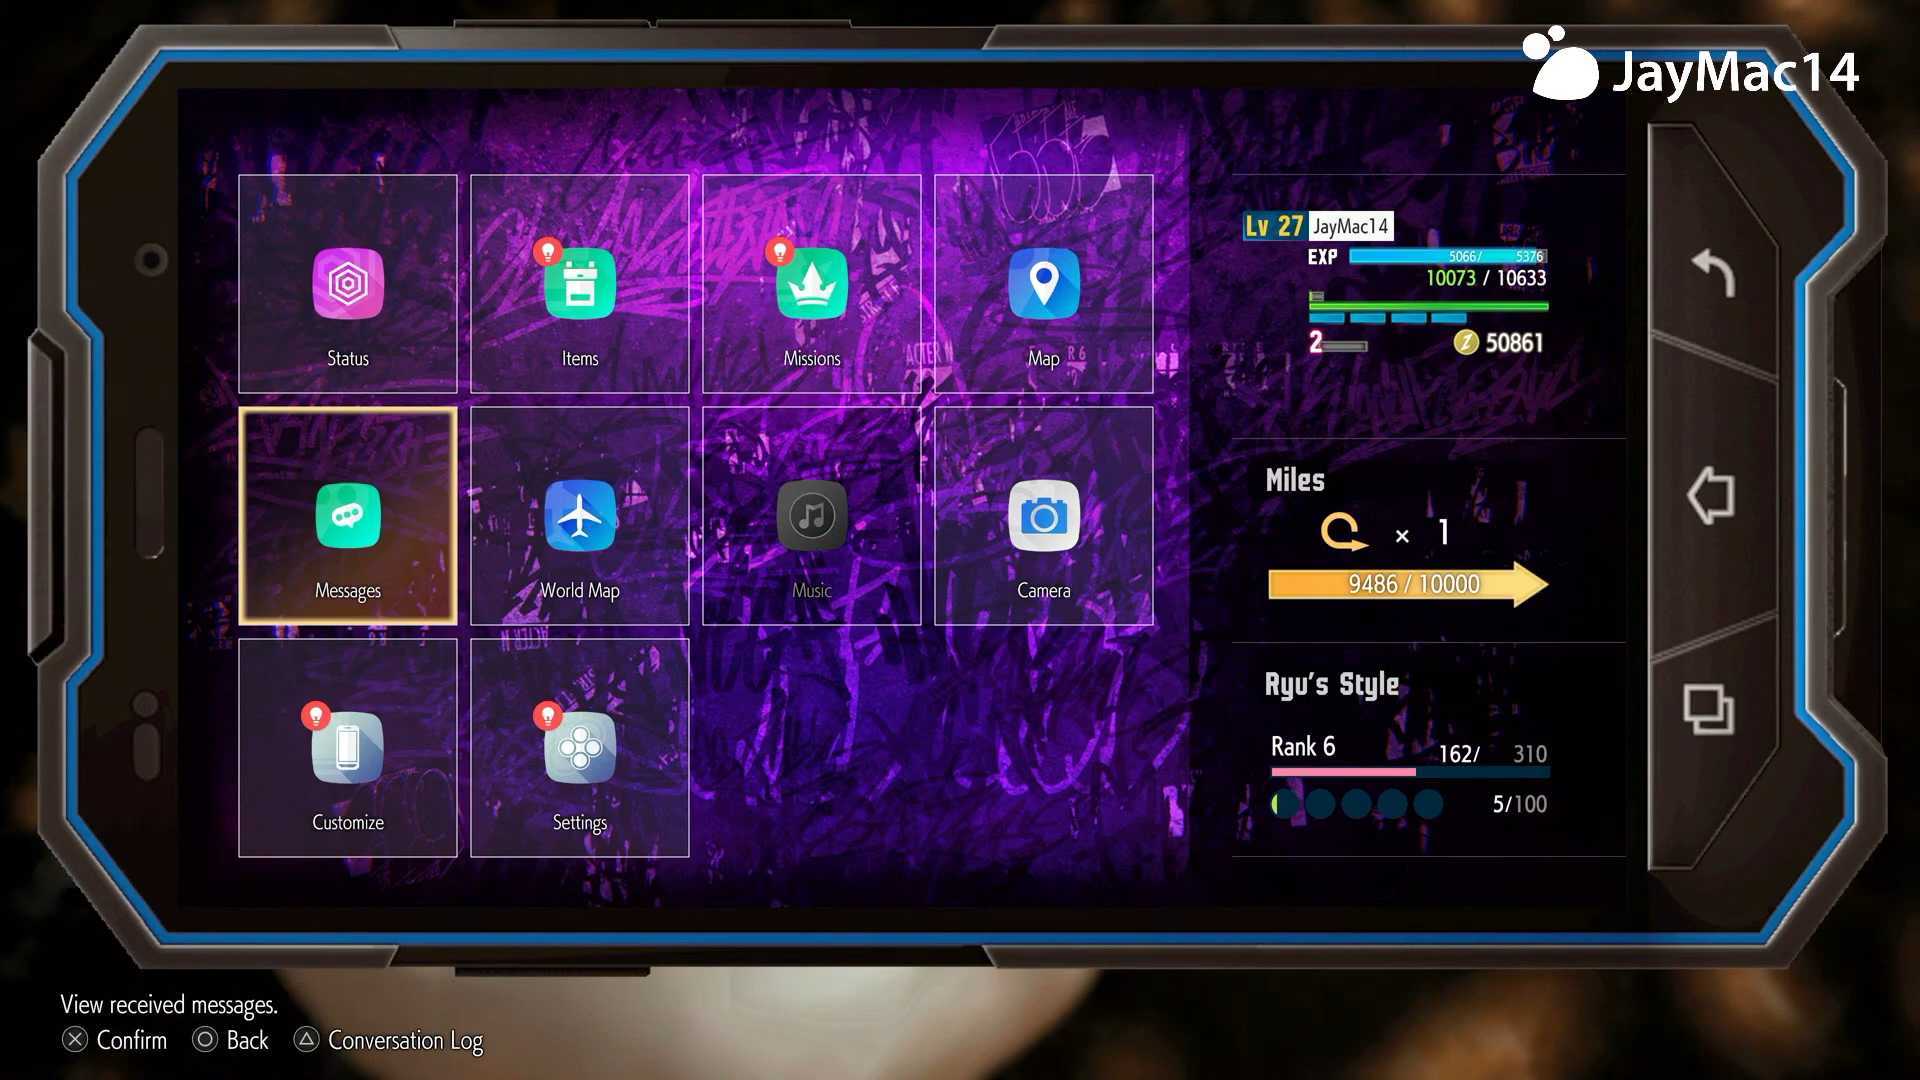 JayMac14
Status
Items
Missions
Map
Messages
World Map
Music
Camera
Customize
Settings
Lv 27 JayMac14
EXP 5066/ 5376
10073 / 10633
2 50861
Miles
× 1
9486 / 10000
Ryu's Style
Rank 6 162/ 310
5/100
View received messages.
Confirm Back Conversation Log